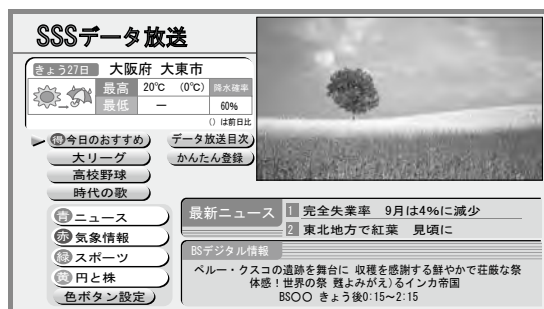 SSSデータ放送
きょう27日 大阪府 大東市
最高 20℃ (0℃) 降水確率
最低 ー 60%
()は前日比
得今日のおすすめ データ放送目次
大リーグ かんたん登録
高校野球
時代の歌
青ニュース
赤気象情報
緑スポーツ
黄円と株
色ボタン設定
最新ニュース 1 完全失業率 9月は4%に減少
2 東北地方で紅葉 見頃に
BSデジタル情報
ペルー・クスコの遺跡を舞台に 収穫を感謝する鮮やかで荘厳な祭
体感!世界の祭 甦よみがえ)るインカ帝国
BS○○ きょう後0:15~2:15